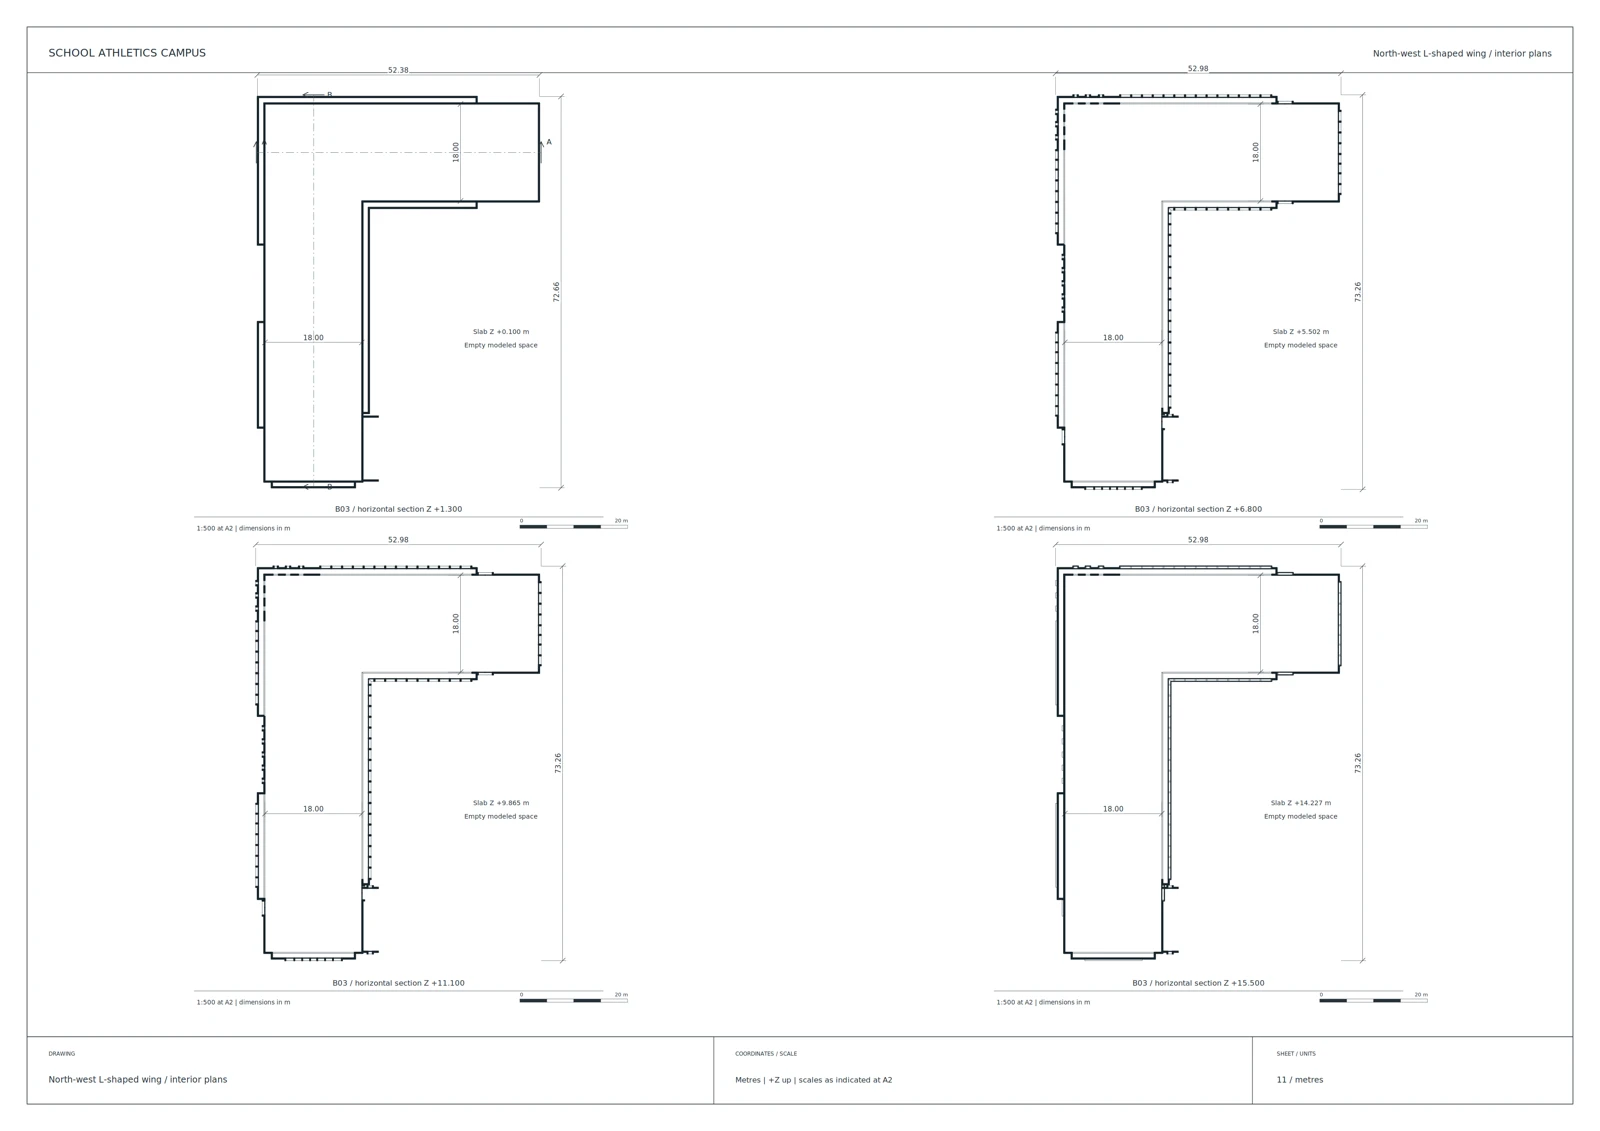 SCHOOL ATHLETICS CAMPUS
North-west L-shaped wing / interior plans
52.38
B
A
A
18.00
72.66
18.00
Slab Z +0.100 m
Empty modeled space
B
B03 / horizontal section Z +1.300
1:500 at A2 | dimensions in m
0
20 m
52.98
18.00
73.26
18.00
Slab Z +5.502 m
Empty modeled space
B03 / horizontal section Z +6.800
1:500 at A2 | dimensions in m
0
20 m
52.98
18.00
73.26
18.00
Slab Z +9.865 m
Empty modeled space
B03 / horizontal section Z +11.100
1:500 at A2 | dimensions in m
0
20 m
52.98
18.00
73.26
18.00
Slab Z +14.227 m
Empty modeled space
B03 / horizontal section Z +15.500
1:500 at A2 | dimensions in m
0
20 m
DRAWING
North-west L-shaped wing / interior plans
COORDINATES / SCALE
Metres | +Z up | scales as indicated at A2
SHEET / UNITS
11 / metres